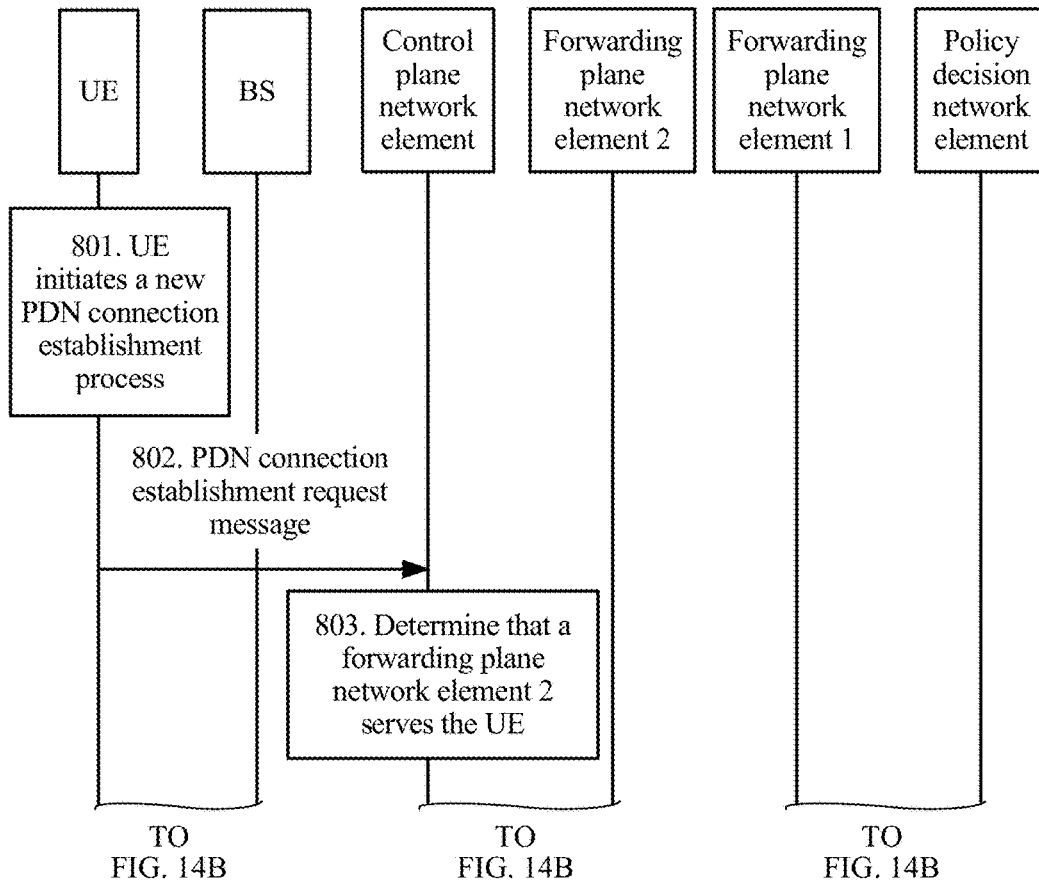 UE
BS
Control
plane
network
element
Forwarding
plane
network
element 2
Forwarding
plane
network
element 1
Policy
decision
network
element
801. UE
initiates a new
PDN connection
establishment
process
802. PDN connection
establishment request
message
803. Determine that a
forwarding plane
network element 2
serves the UE
TO
FIG. 14B
TO
FIG. 14B
TO
FIG. 14B